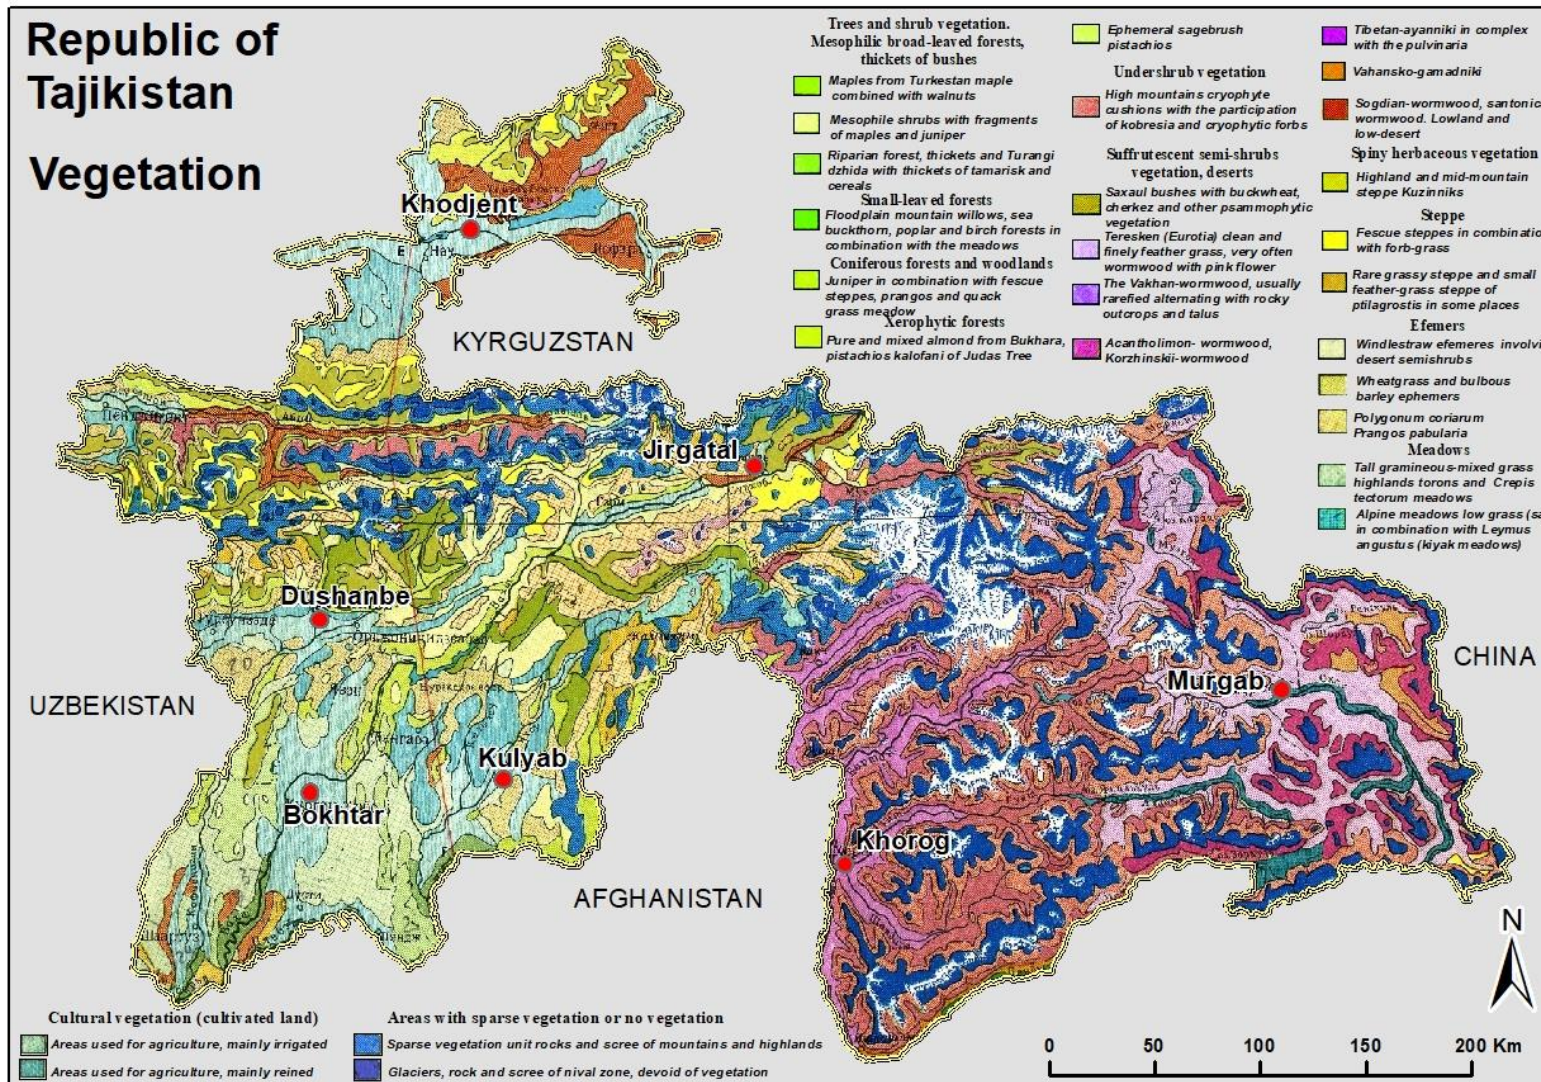 Republic of
Tajikistan
Vegetation
Trees and shrub vegetation.
Mesophilic broad-leaved forests,
thickets of bushes
Maples from Turkestan maple
combined with walnuts
Mesophile shrubs with fragments
of maples and juniper
Riparian forest, thickets and Turangi
dzhida with thickets of tamarisk and
cereals
Small-leaved forests
Floodplain mountain willows, sea
buckthorn, poplar and birch forests in
combination with the meadows
Coniferous forests and woodlands
Juniper in combination with fescue
steppes, prangos and quack
grass meadow
Xerophytic forests
Pure and mixed almond from Bukhara,
pistachios kalofani of Judas Tree
Ephemeral sagebrush
pistachios
Undershrub vegetation
High mountains cryophyte
cushions with the participation
of kobresia and cryophytic forbs
Suffrutescent semi-shrubs
vegetation, deserts
Saxaul bushes with buckwheat,
cherkez and other psammophytic
vegetation
Teresken (Eurotia) clean and
finely feather grass, very often
wormwood with pink flower
The Vakhan-wormwood, usually
rarefied alternating with rocky
outcrops and talus
Acantholimon- wormwood,
Korzhinskii-wormwood
Tibetan-ayanniki in complex
with the pulvinaria
Vahansko-gamadniki
Sogdian-wormwood, santonic
wormwood. Lowland and
low-desert
Spiny herbaceous vegetation
Highland and mid-mountain
steppe Kuzinniks
Steppe
Fescue steppes in combinatio
with forb-grass
Rare grassy steppe and small
feather-grass steppe of
ptilagrostis in some places
Efemers
Windlestraw efemeres involvi
desert semishrubs
Wheatgrass and bulbous
barley ephemers
Polygonum coriarum
Prangos pabularia
Meadows
Tall gramineous-mixed grass
highlands torons and Crepis
tectorum meadows
Alpine meadows low grass (sa
in combination with Leymus
angustus (kiyak meadows)
Khodjent
KYRGUZSTAN
Jirgatal
Dushanbe
UZBEKISTAN
CHINA
Murgab
Kulyab
Bokhtar
Khorog
AFGHANISTAN
N
Cultural vegetation (cultivated land)
Areas used for agriculture, mainly irrigated
Areas used for agriculture, mainly reined
Areas with sparse vegetation or no vegetation
Sparse vegetation unit rocks and scree of mountains and highlands
Glaciers, rock and scree of nival zone, devoid of vegetation
0 50 100 150 200 Km